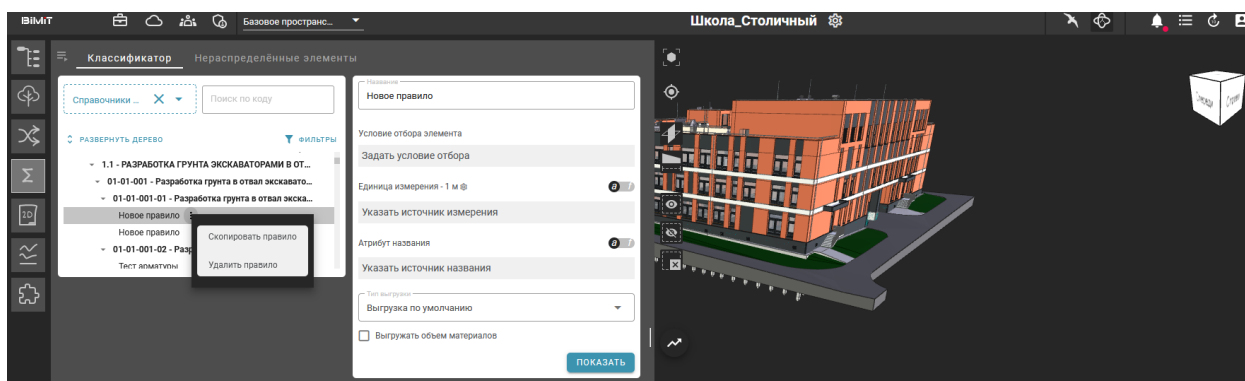 BIMIT
Базовое пространс...
Школа_Столичный
Классификатор
Нераспределённые элементы
Справочники ...
Поиск по коду
РАЗВЕРНУТЬ ДЕРЕВО
ФИЛЬТРЫ
1.1 - РАЗРАБОТКА ГРУНТА ЭКСКАВАТОРАМИ В ОТ...
01-01-001 - Разработка грунта в отвал экскавато...
01-01-001-01 - Разработка грунта в отвал экска...
Новое правило
Новое правило
01-01-001-02 - Разр
Тест арматуры
Скопировать правило
Удалить правило
Название
Новое правило
Условие отбора элемента
Задать условие отбора
Единица измерения - 1 м
a
i
Указать источник измерения
Атрибут названия
a
i
Указать источник названия
Тип выгрузки
Выгрузка по умолчанию
Выгружать объем материалов
ПОКАЗАТЬ
2D